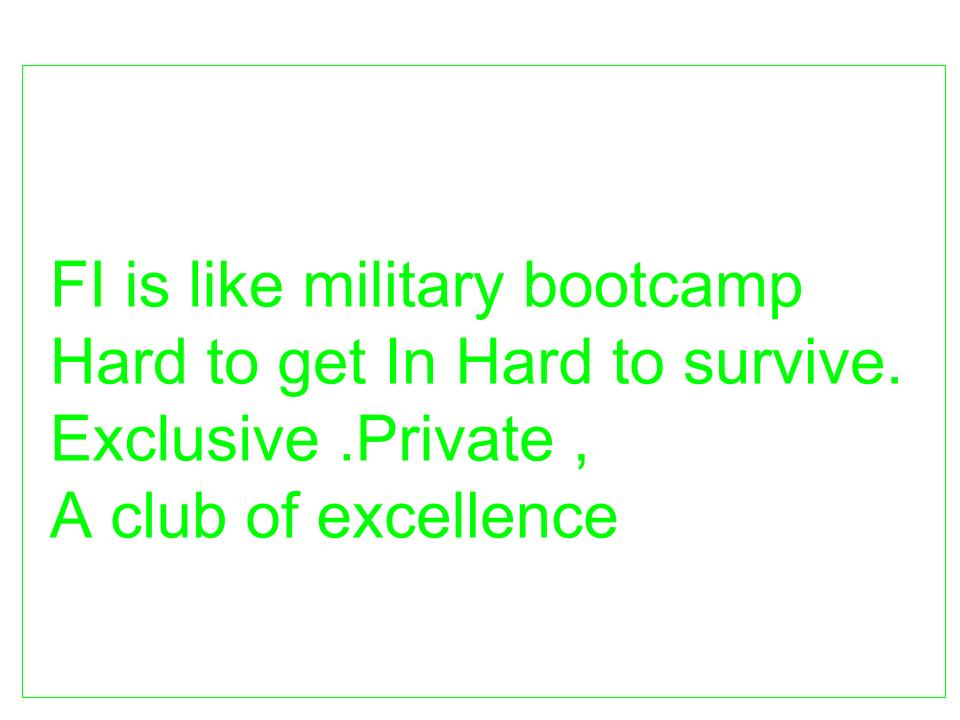 FI is like military bootcamp
Hard to get In Hard to survive.
Exclusive .Private ,
A club of excellence